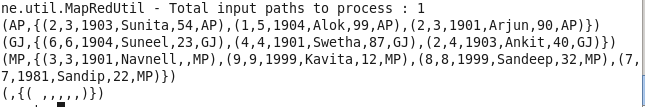 ne.util.MapRedUtil - Total input paths to process : 1
(AP,{(2,3,1903,Sunita,54,AP),(1,5,1904,Alok,99,AP),(2,3,1901,Arjun,90,AP)})
(GJ,{(6,6,1904,Suneel,23,GJ),(4,4,1901,Swetha,87,GJ),(2,4,1903,Ankit,40,GJ)})
(MP,{(3,3,1901,Navnell,,MP),(9,9,1999,Kavita,12,MP),(8,8,1999,Sandeep,32,MP),(7,
7,1981,Sandip,22,MP)})
(,{( ,,,,,)})